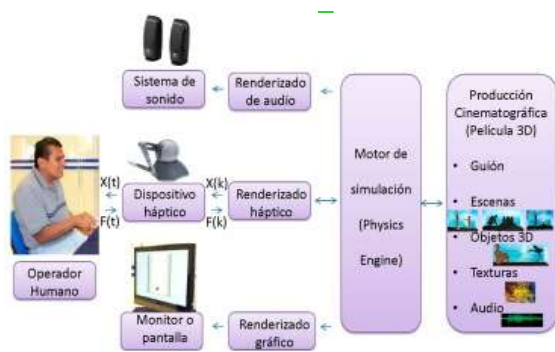 Sistema de
sonido
Renderizado
de audio
X(t)
F(t)
Dispositivo
háptico
X(k)
F(k)
Renderizado
háptico
Operador
Humano
Monitor o
pantalla
Renderizado
gráfico
Motor de
simulación
(Physics
Engine)
Producción
Cinematográfica
(Película 3D)
• Guión
• Escenas
• Objetos 3D
• Texturas
• Audio